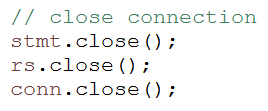 // close connection
stmt.close();
rs.close();
conn.close();